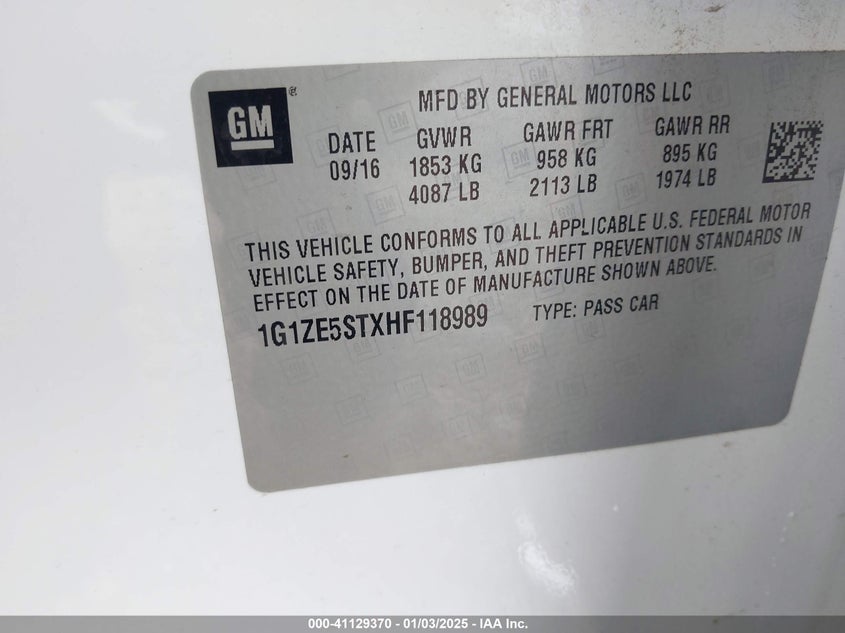 GM ®
MFD BY GENERAL MOTORS LLC
DATE GVWR GAWR FRT GAWR RR
09/16 1853 KG 958 KG 895 KG
4087 LB 2113 LB 1974 LB
THIS VEHICLE CONFORMS TO ALL APPLICABLE U.S. FEDERAL MOTOR
VEHICLE SAFETY, BUMPER, AND THEFT PREVENTION STANDARDS IN
EFFECT ON THE DATE OF MANUFACTURE SHOWN ABOVE.
1G1ZE5STXHF118989 TYPE: PASS CAR
000-41129370 - 01/03/2025 - IAA Inc.